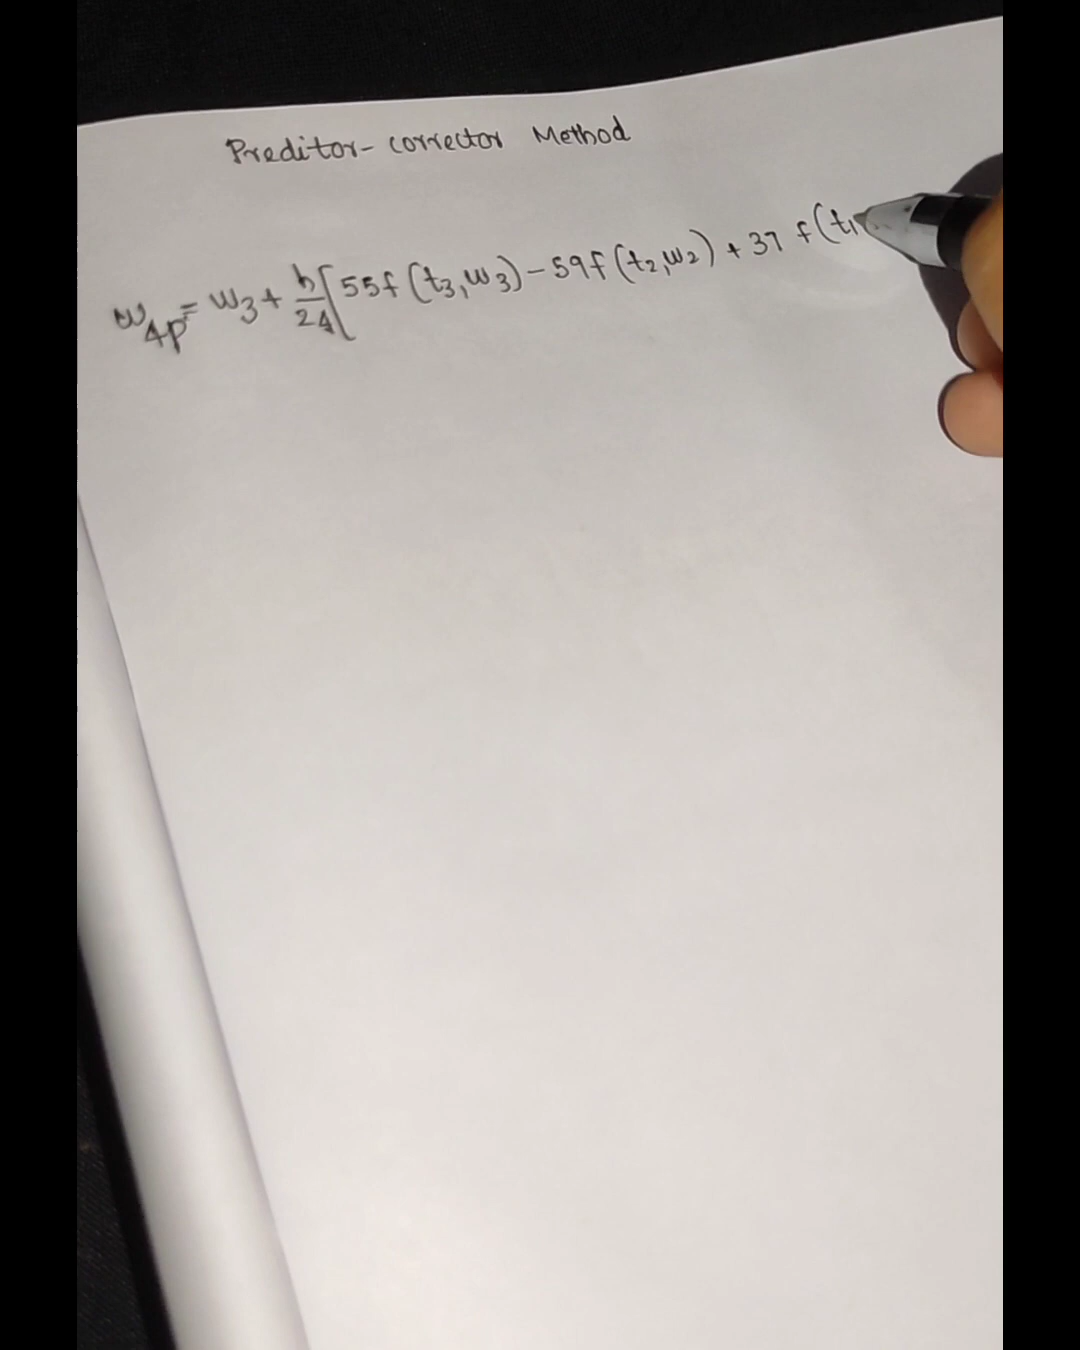 Preditor- corrector Method
w4p = w3 + h/24 [55f (t3,w3) - 59f (t2,w2) + 37 f(t1